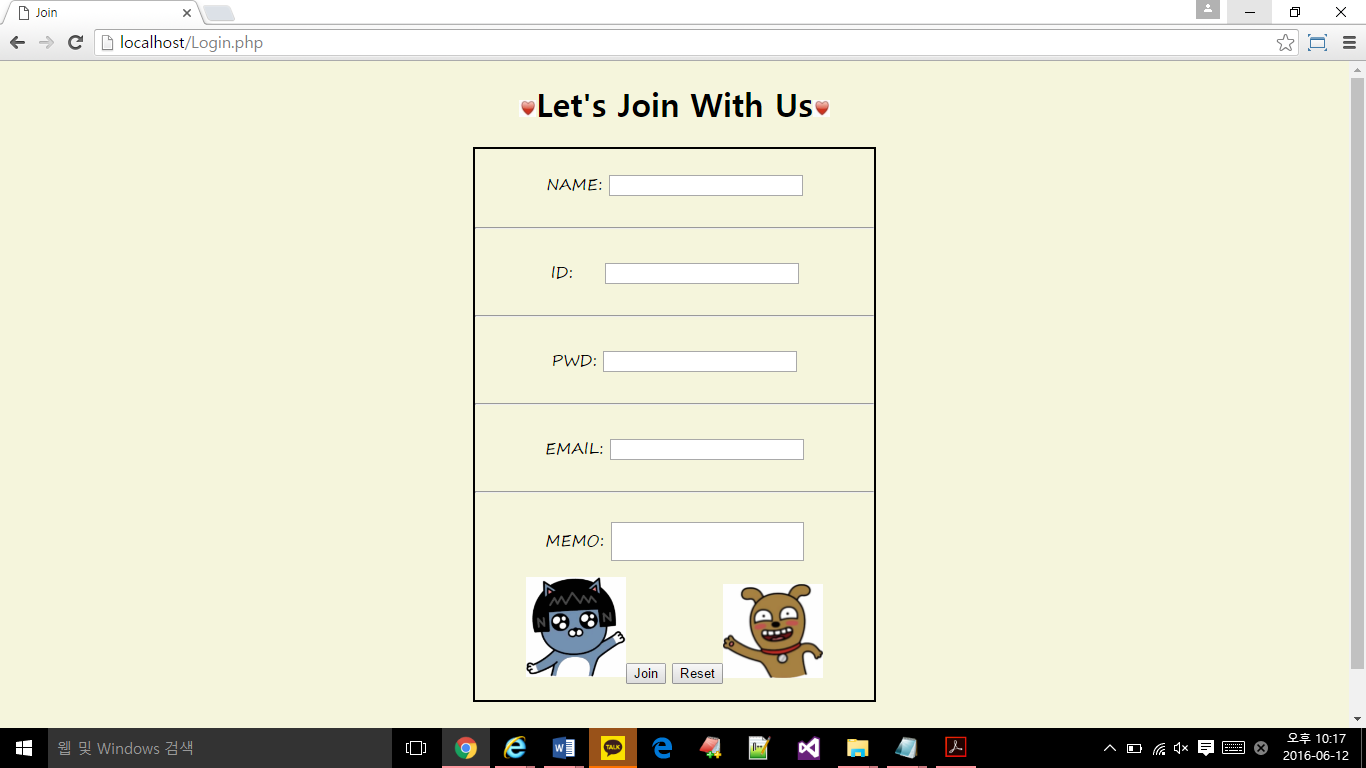 Join
localhost/Login.php
Let's Join With Us
NAME:
ID:
PWD:
EMAIL:
MEMO:
N N
Join Reset
웹 및 Windows 검색
TALK
오후 10:17
2016-06-12